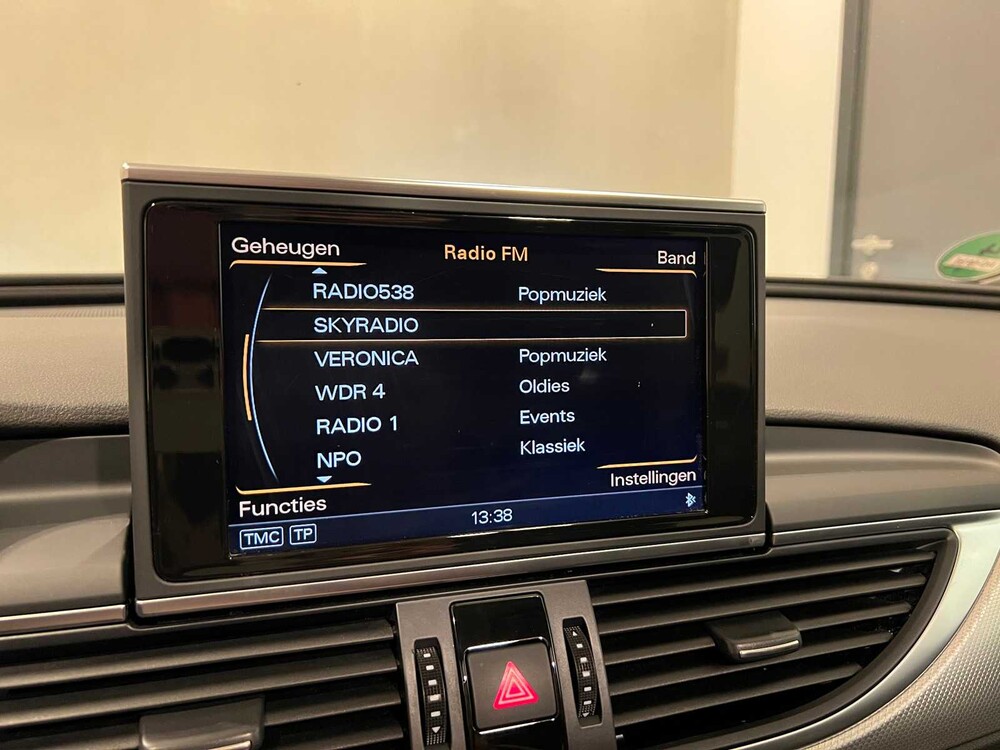 Geheugen Radio FM Band
RADIO538 Popmuziek
SKYRADIO
VERONICA Popmuziek
WDR 4 Oldies
RADIO 1 Events
NPO Klassiek
Functies Instellingen
TMC TP 13:38